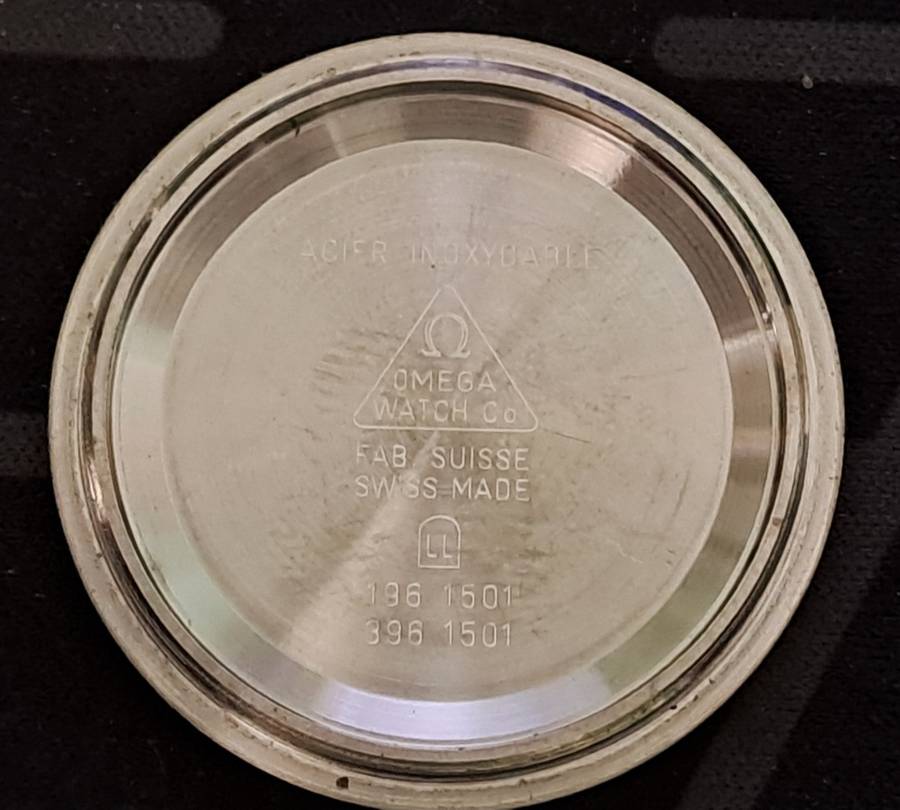 ACIER INOXYDABLE
Ω
OMEGA
WATCH Co
FAB. SUISSE
SWISS MADE
LL
196 1501
396 1501